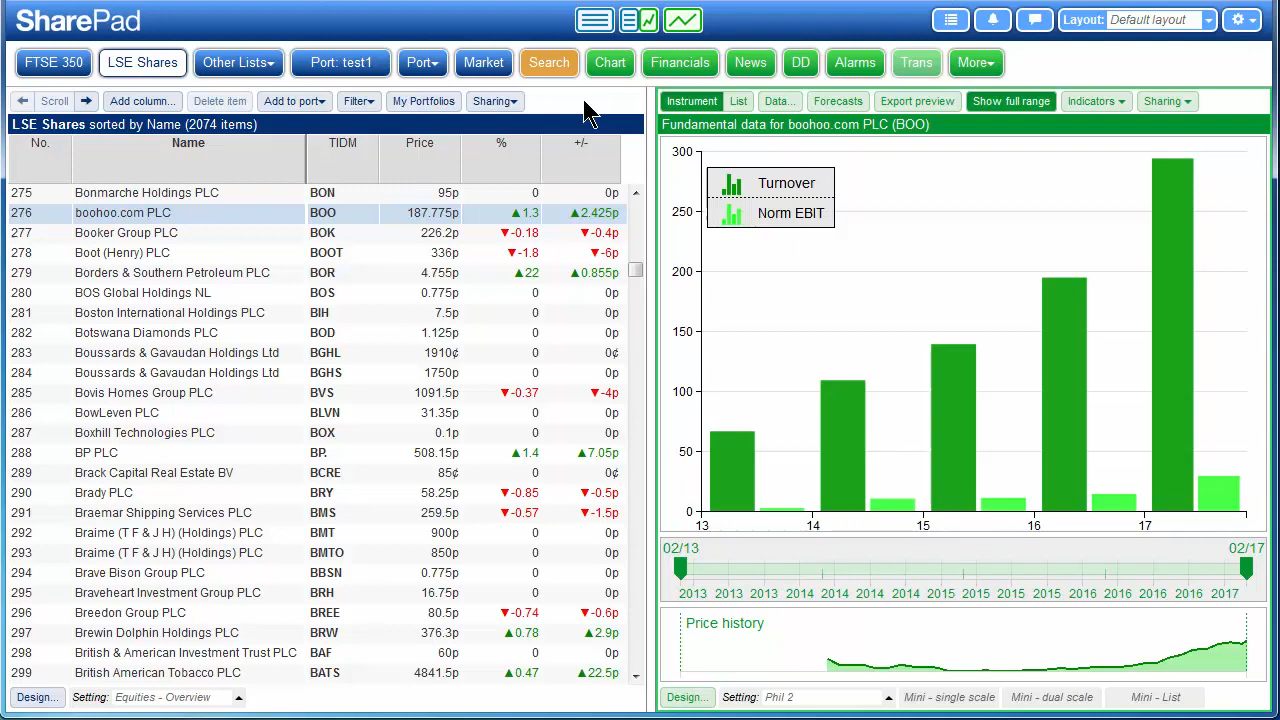 SharePad
Layout: Default layout
FTSE 350 LSE Shares Other Lists Port: test1 Port Market Search Chart Financials News DD Alarms Trans More
Scroll Add column... Delete item Add to port Filter My Portfolios Sharing
Instrument List Data... Forecasts Export preview Show full range Indicators Sharing
LSE Shares sorted by Name (2074 items)
No. Name TIDM Price % +/-
275 Bonmarche Holdings PLC BON 95p 0 0p
276 boohoo.com PLC BOO 187.775p ▲1.3 ▲2.425p
277 Booker Group PLC BOK 226.2p ▼-0.18 ▼-0.4p
278 Boot (Henry) PLC BOOT 336p ▼-1.8 ▼-6p
279 Borders & Southern Petroleum PLC BOR 4.755p ▲22 ▲0.855p
280 BOS Global Holdings NL BOS 0.775p 0 0p
281 Boston International Holdings PLC BIH 7.5p 0 0p
282 Botswana Diamonds PLC BOD 1.125p 0 0p
283 Boussards & Gavaudan Holdings Ltd BGHL 1910¢ 0 0¢
284 Boussards & Gavaudan Holdings Ltd BGHS 1750p 0 0p
285 Bovis Homes Group PLC BVS 1091.5p ▼-0.37 ▼-4p
286 BowLeven PLC BLVN 31.35p 0 0p
287 Boxhill Technologies PLC BOX 0.1p 0 0p
288 BP PLC BP. 508.15p ▲1.4 ▲7.05p
289 Brack Capital Real Estate BV BCRE 85¢ 0 0¢
290 Brady PLC BRY 58.25p ▼-0.85 ▼-0.5p
291 Braemar Shipping Services PLC BMS 259.5p ▼-0.57 ▼-1.5p
292 Braime (T F & J H) (Holdings) PLC BMT 900p 0 0p
293 Braime (T F & J H) (Holdings) PLC BMTO 850p 0 0p
294 Brave Bison Group PLC BBSN 0.775p 0 0p
295 Braveheart Investment Group PLC BRH 16.75p 0 0p
296 Breedon Group PLC BREE 80.5p ▼-0.74 ▼-0.6p
297 Brewin Dolphin Holdings PLC BRW 376.3p ▲0.78 ▲2.9p
298 British & American Investment Trust PLC BAF 60p 0 0p
299 British American Tobacco PLC BATS 4841.5p ▲0.47 ▲22.5p
Design... Setting: Equities - Overview
Fundamental data for boohoo.com PLC (BOO)
300
Turnover
Norm EBIT
250
200
150
100
50
0
13 14 15 16 17
02/13 02/17
2013 2013 2013 2014 2014 2014 2014 2015 2015 2015 2015 2016 2016 2016 2016 2017
Price history
Design... Setting: Phil 2 Mini - single scale Mini - dual scale Mini - List